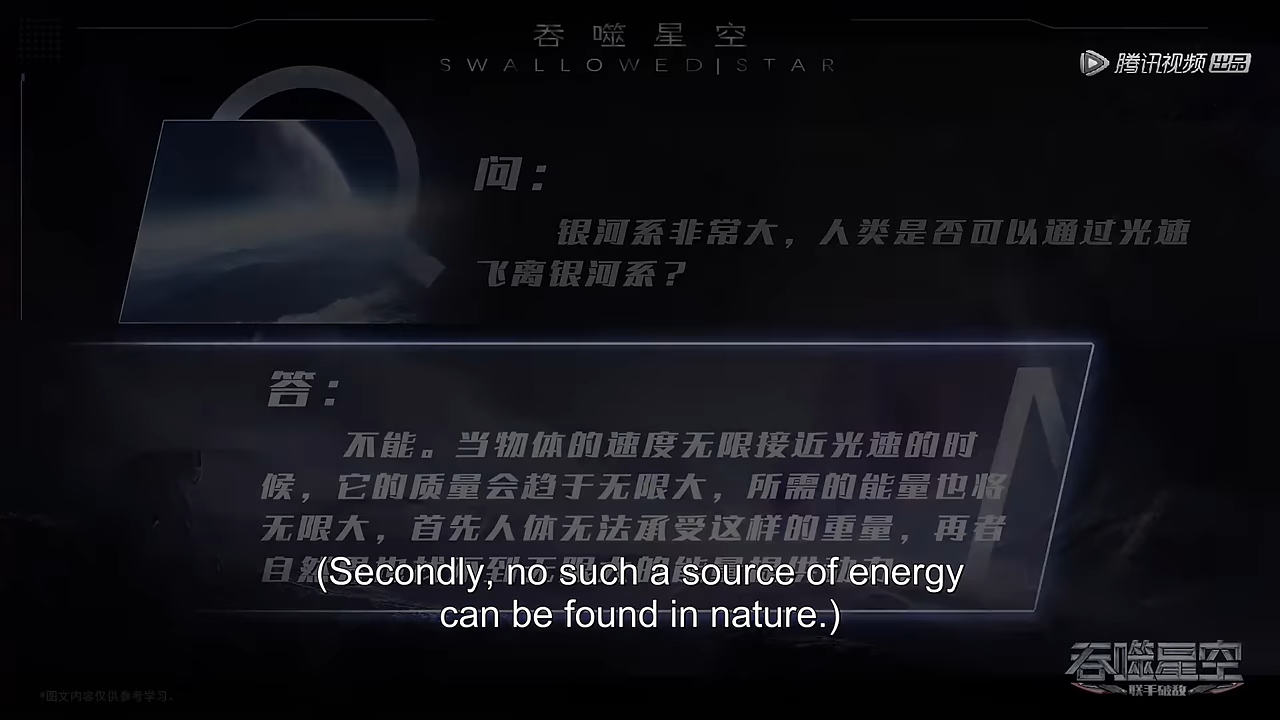 吞噬星空
SWALLOWED|STAR
腾讯视频 出品
问：
银河系非常大，人类是否可以通过光速
飞离银河系？
答：
不能。当物体的速度无限接近光速的时
候，它的质量会趋于无限大，所需的能量也将
无限大，首先人体无法承受这样的重量，再者
自然
(Secondly, no such a source of energy
can be found in nature.)
吞噬星空
联手破敌
*图文内容仅供参考学习。